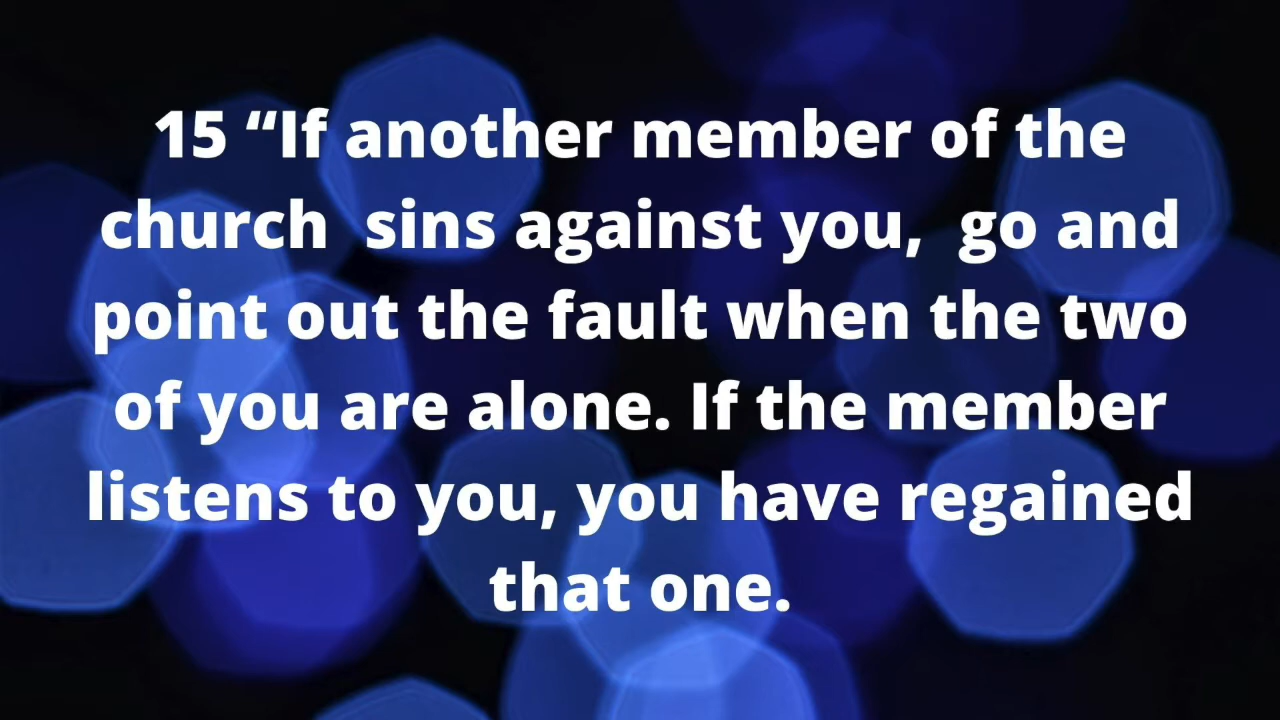 15 “If another member of the
church  sins against you,  go and
point out the fault when the two
of you are alone. If the member
listens to you, you have regained
that one.